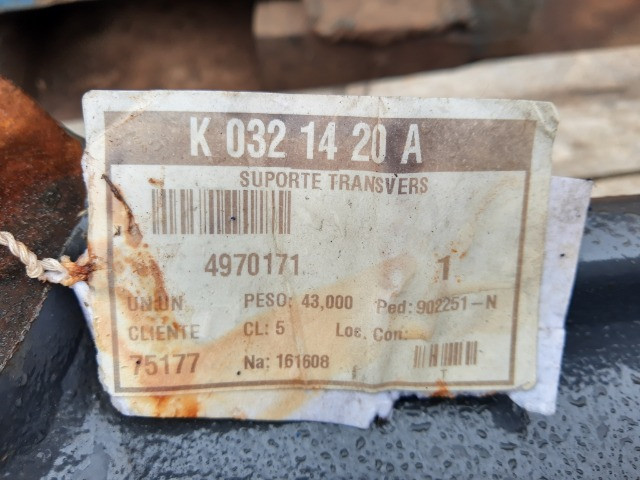 K 032 14 20 A
SUPORTE TRANSVERS
4970171 1
UN:UN PESO: 43,000 Ped: 902251-N
CLIENTE CL: 5 Loc. Con:
75177 Na: 161608
T